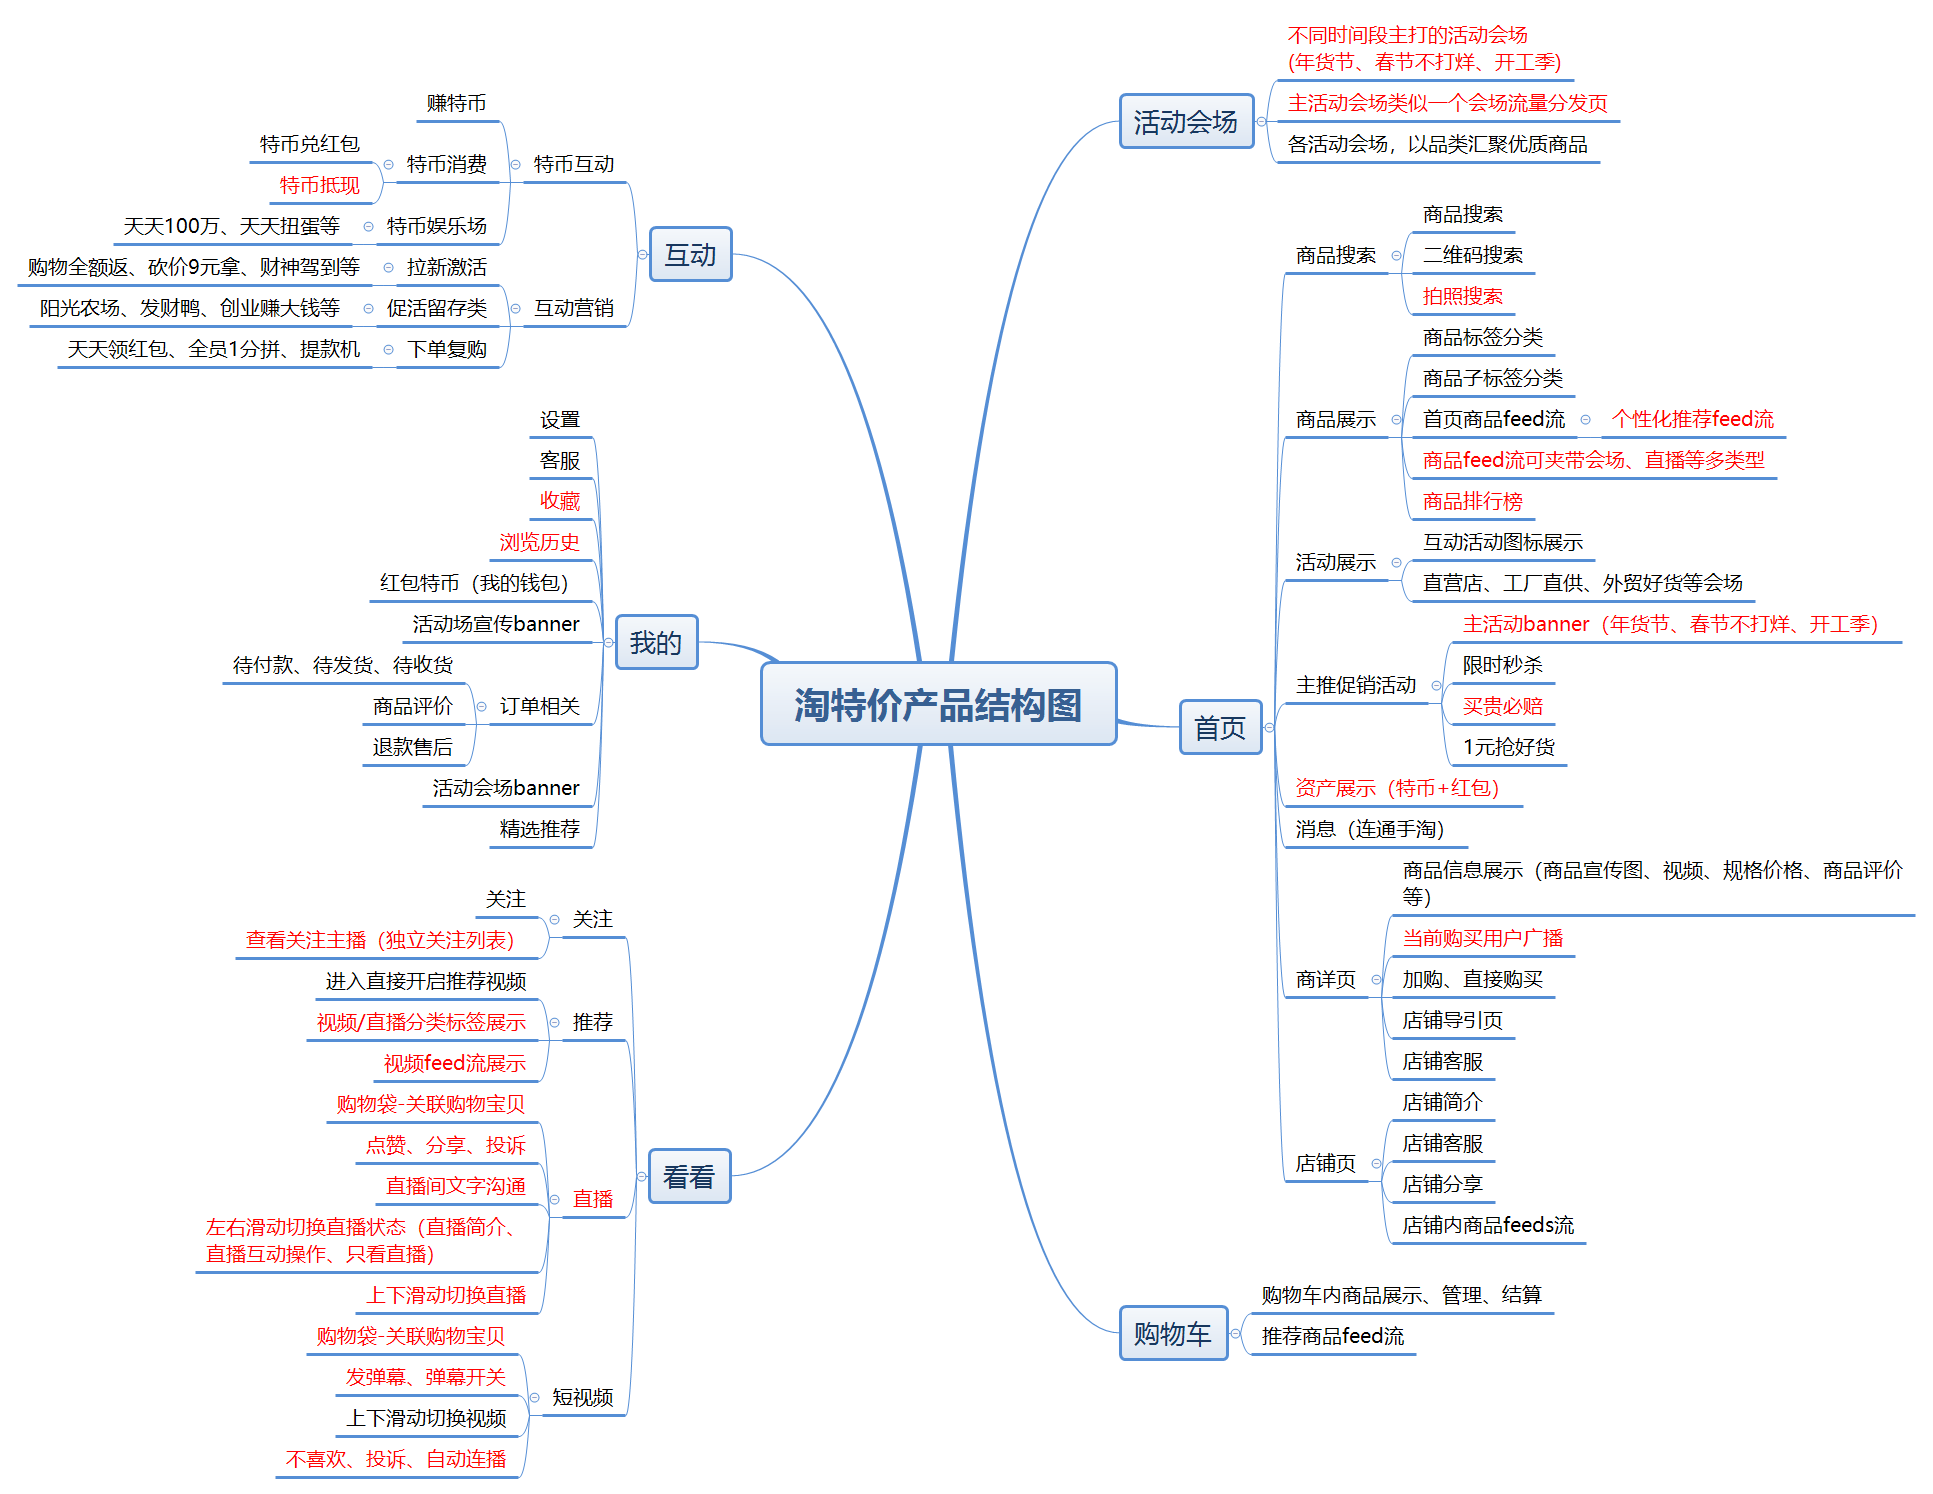 淘特价产品结构图
活动会场
不同时间段主打的活动会场
(年货节、春节不打烊、开工季)
主活动会场类似一个会场流量分发页
各活动会场，以品类汇聚优质商品
首页
商品搜索
商品搜索
二维码搜索
拍照搜索
商品展示
商品标签分类
商品子标签分类
首页商品feed流
个性化推荐feed流
商品feed流可夹带会场、直播等多类型
商品排行榜
活动展示
互动活动图标展示
直营店、工厂直供、外贸好货等会场
主推促销活动
主活动banner（年货节、春节不打烊、开工季）
限时秒杀
买贵必赔
1元抢好货
资产展示（特币+红包）
消息（连通手淘）
商详页
商品信息展示（商品宣传图、视频、规格价格、商品评价
等）
当前购买用户广播
加购、直接购买
店铺导引页
店铺客服
店铺页
店铺简介
店铺客服
店铺分享
店铺内商品feeds流
购物车
购物车内商品展示、管理、结算
推荐商品feed流
互动
特币互动
赚特币
特币消费
特币兑红包
特币抵现
特币娱乐场
天天100万、天天扭蛋等
互动营销
拉新激活
购物全额返、砍价9元拿、财神驾到等
促活留存类
阳光农场、发财鸭、创业赚大钱等
下单复购
天天领红包、全员1分拼、提款机
我的
设置
客服
收藏
浏览历史
红包特币（我的钱包）
活动场宣传banner
订单相关
待付款、待发货、待收货
商品评价
退款售后
活动会场banner
精选推荐
看看
关注
关注
查看关注主播（独立关注列表）
推荐
进入直接开启推荐视频
视频/直播分类标签展示
视频feed流展示
直播
购物袋-关联购物宝贝
点赞、分享、投诉
直播间文字沟通
左右滑动切换直播状态（直播简介、
直播互动操作、只看直播）
上下滑动切换直播
短视频
购物袋-关联购物宝贝
发弹幕、弹幕开关
上下滑动切换视频
不喜欢、投诉、自动连播